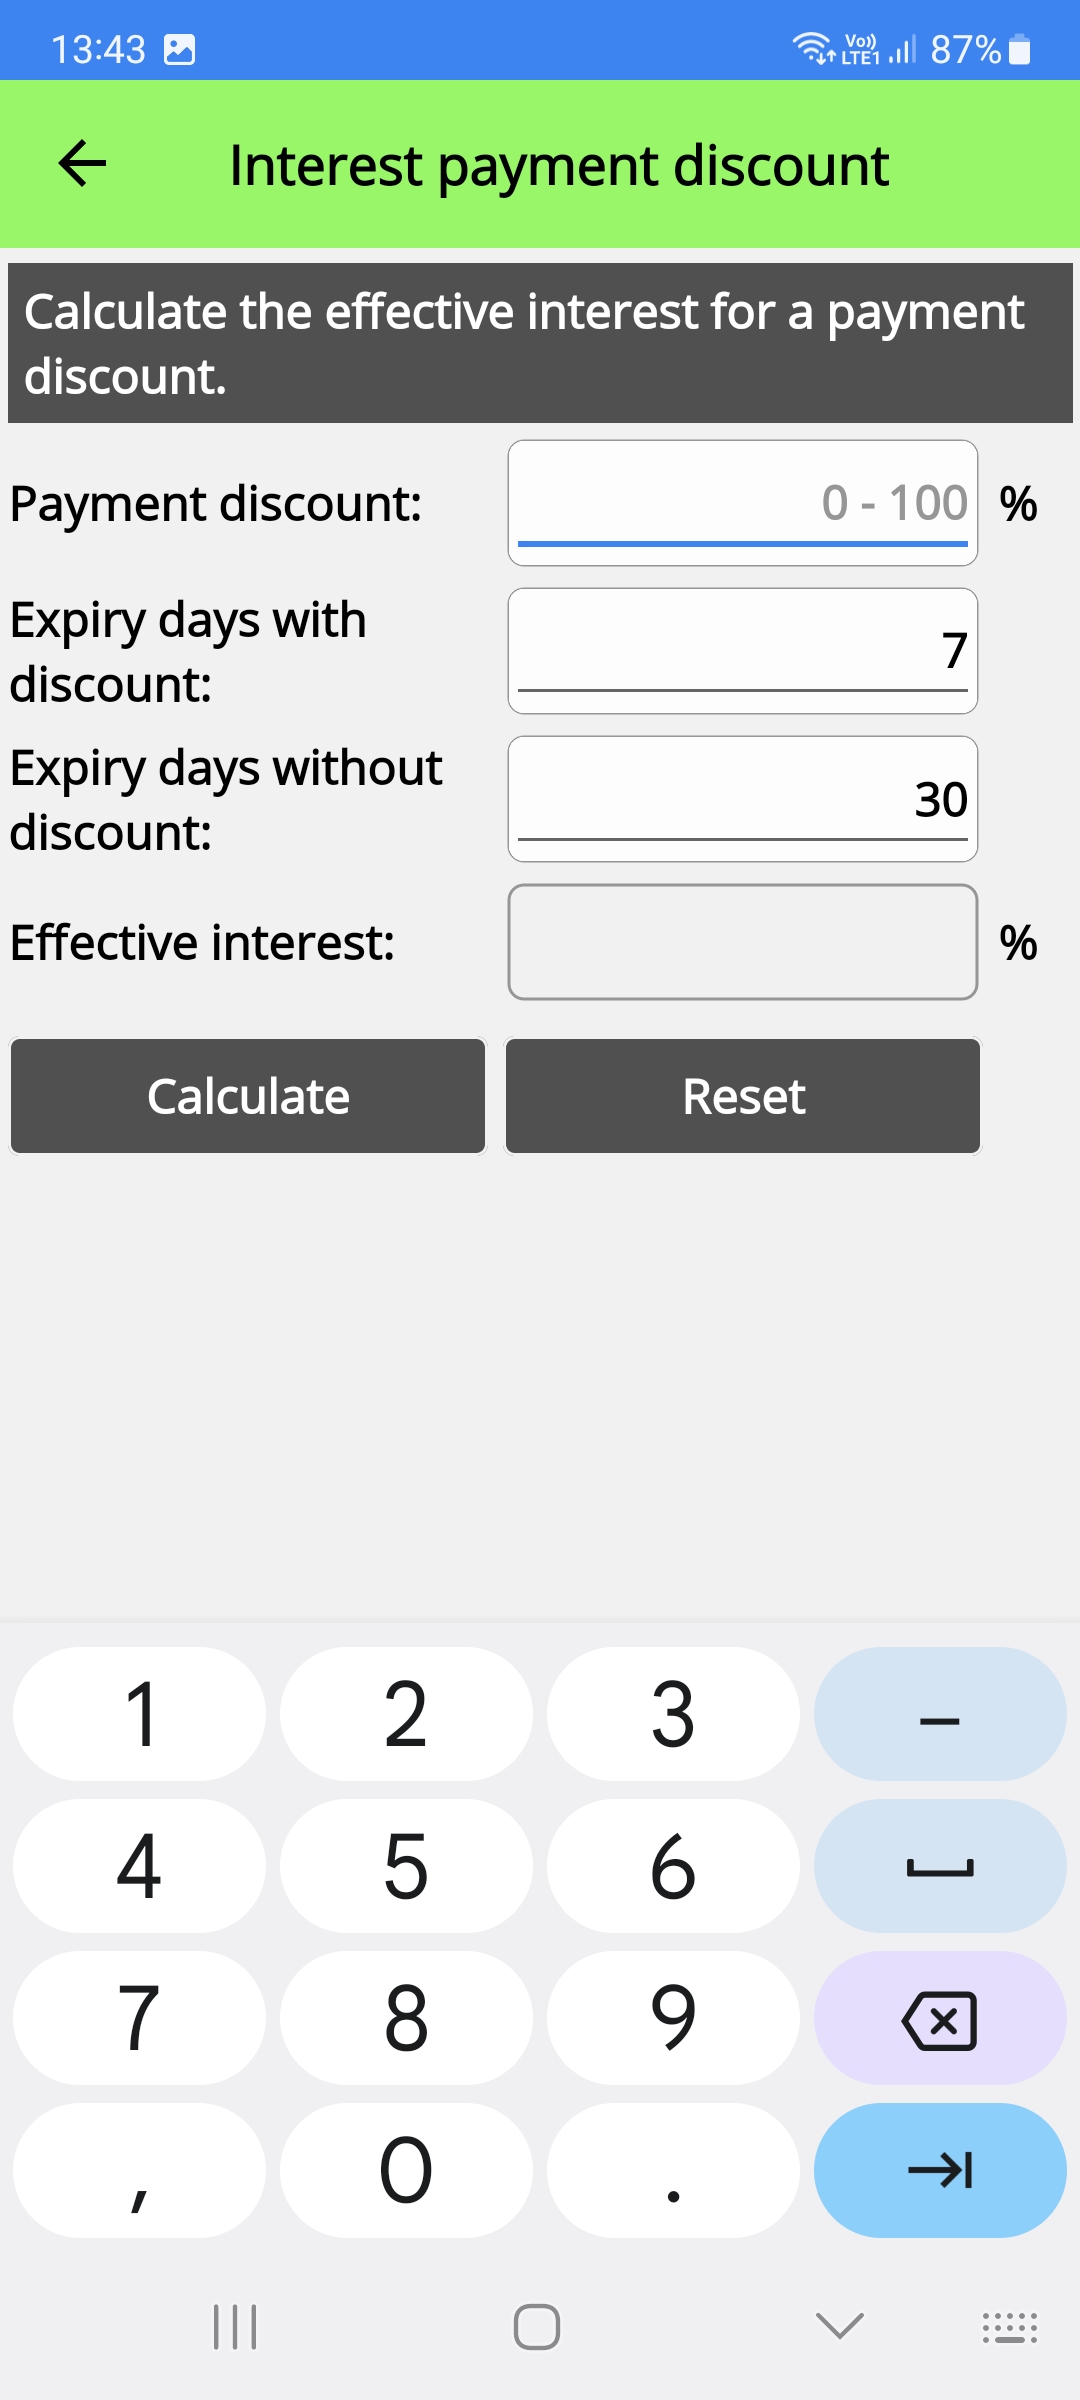 13:43
Vo)) LTE1 87%
Interest payment discount
Calculate the effective interest for a payment
discount.
Payment discount: 0 - 100 %
Expiry days with
discount: 7
Expiry days without
discount: 30
Effective interest: %
Calculate Reset
1 2 3 -
4 5 6
7 8 9
, 0 .